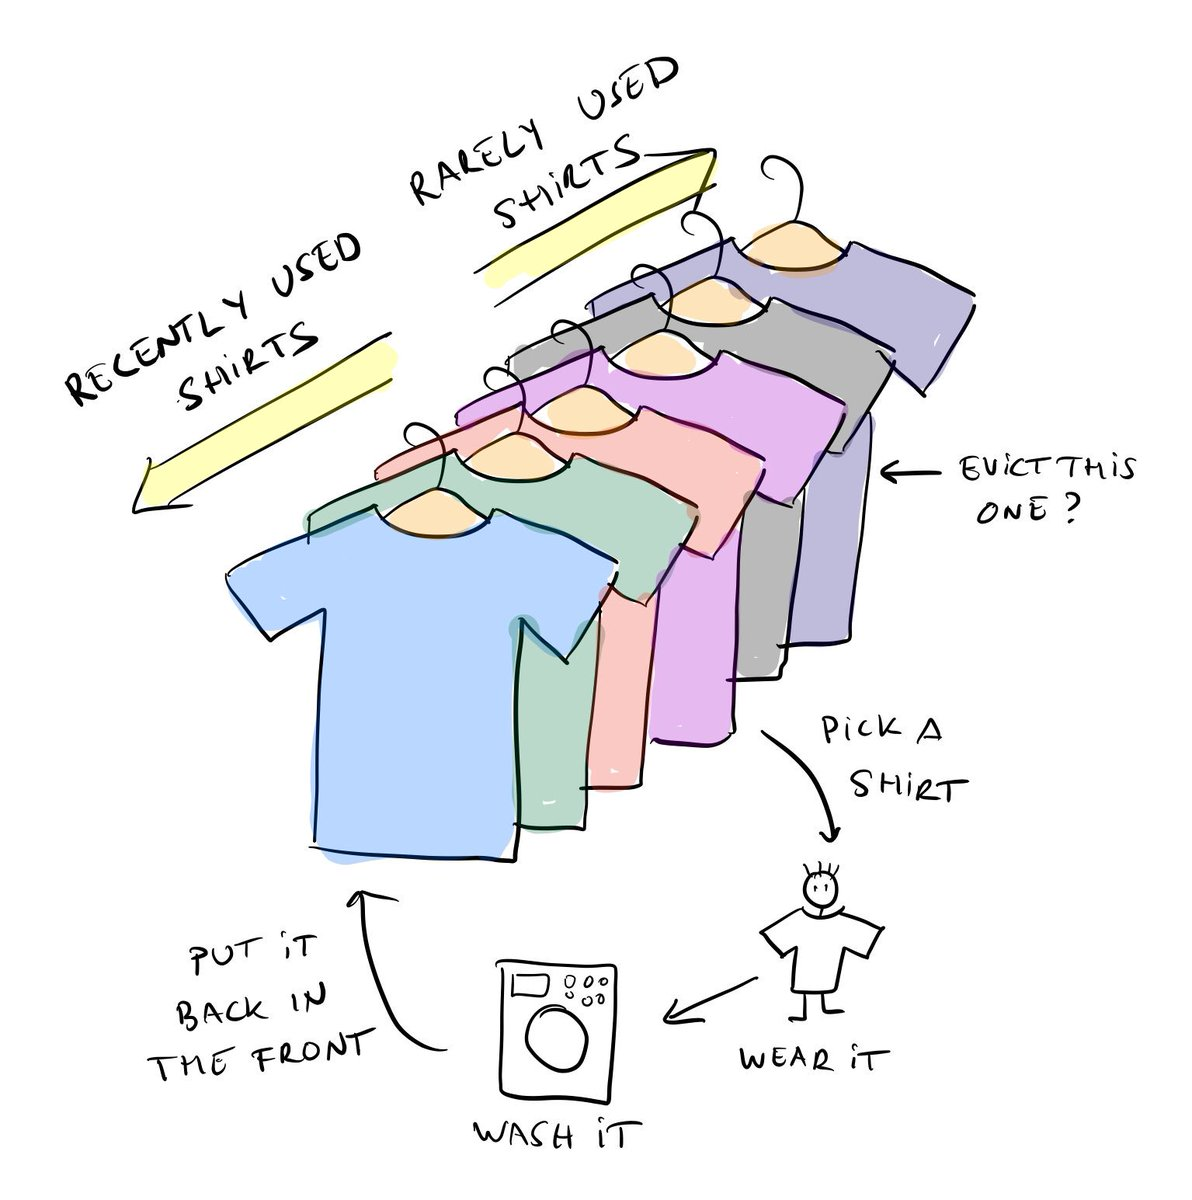 RARELY USED
SHIRTS
RECENTLY USED
SHIRTS
EVICT THIS
ONE?
PICK A
SHIRT
WEAR IT
WASH IT
PUT IT
BACK IN
THE FRONT